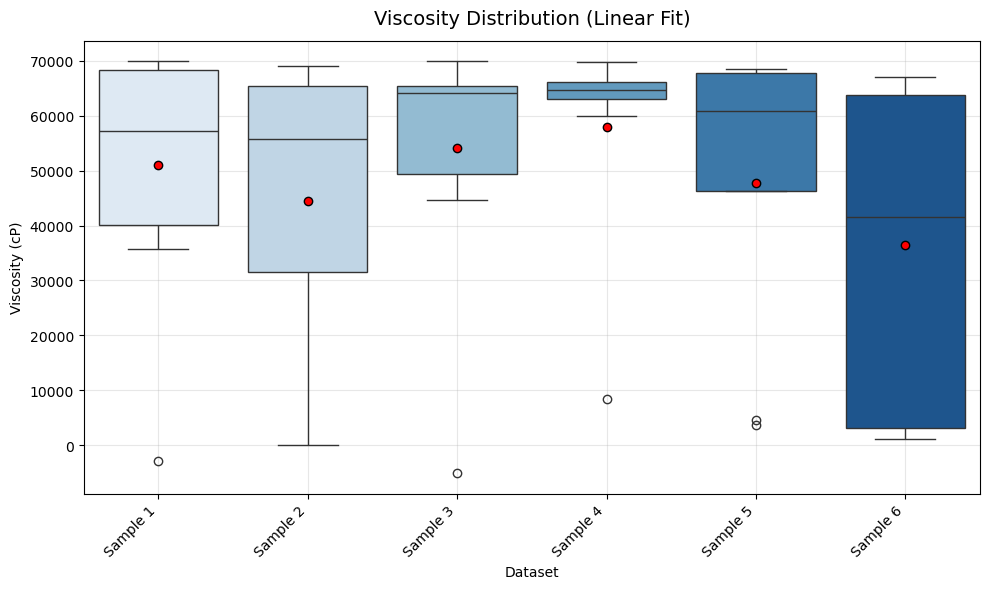 Viscosity Distribution (Linear Fit)
70000
60000
50000
40000
30000
20000
10000
0
Viscosity (cP)
Sample 1
Sample 2
Sample 3
Sample 4
Sample 5
Sample 6
Dataset